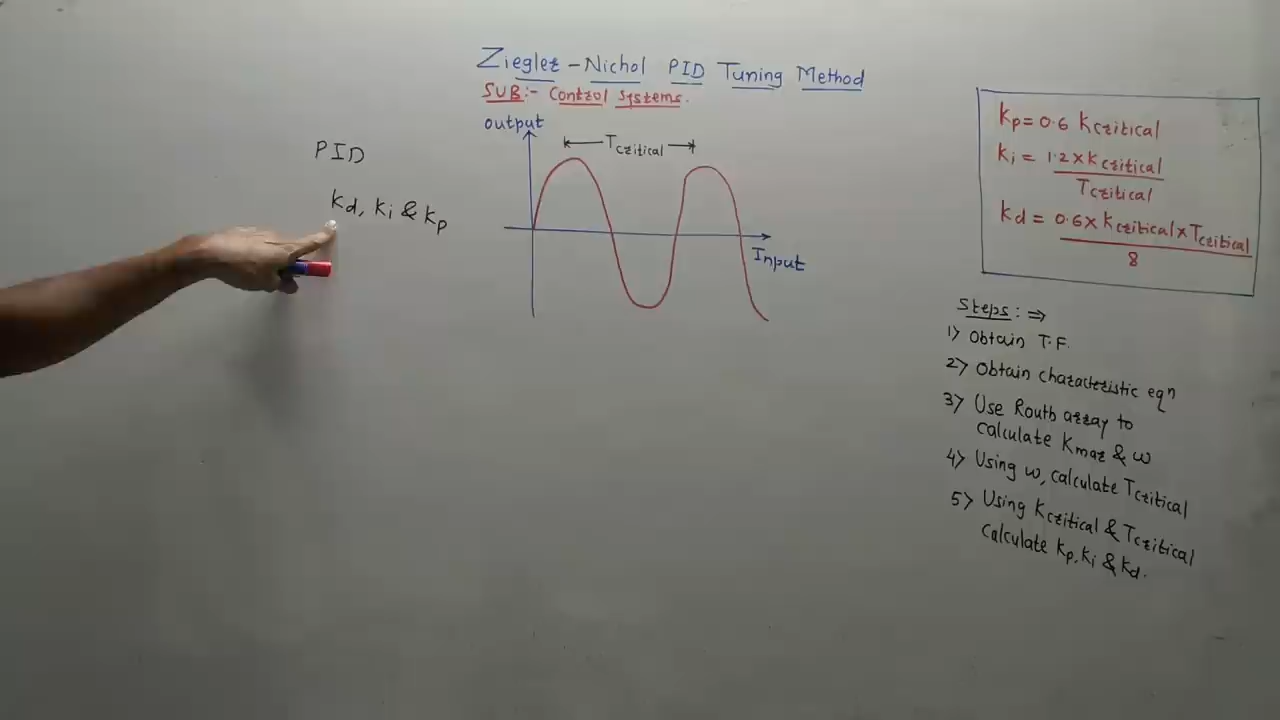 Ziegler - Nichol PID Tuning Method
SUB:- Control Systems.
output
Tcritical
Input
PID
Kd, Ki & Kp
Kp = 0.6 Kcritical
Ki = 1.2 x Kcritical
Tcritical
Kd = 0.6 x Kcritical x Tcritical
8
Steps : ⇒
1> Obtain T.F.
2> Obtain characteristic eqn
3> Use Routh array to
calculate Kmar & ω
4> Using ω, calculate Tcritical
5> Using Kcritical & Tcritical
calculate Kp, Ki & Kd.